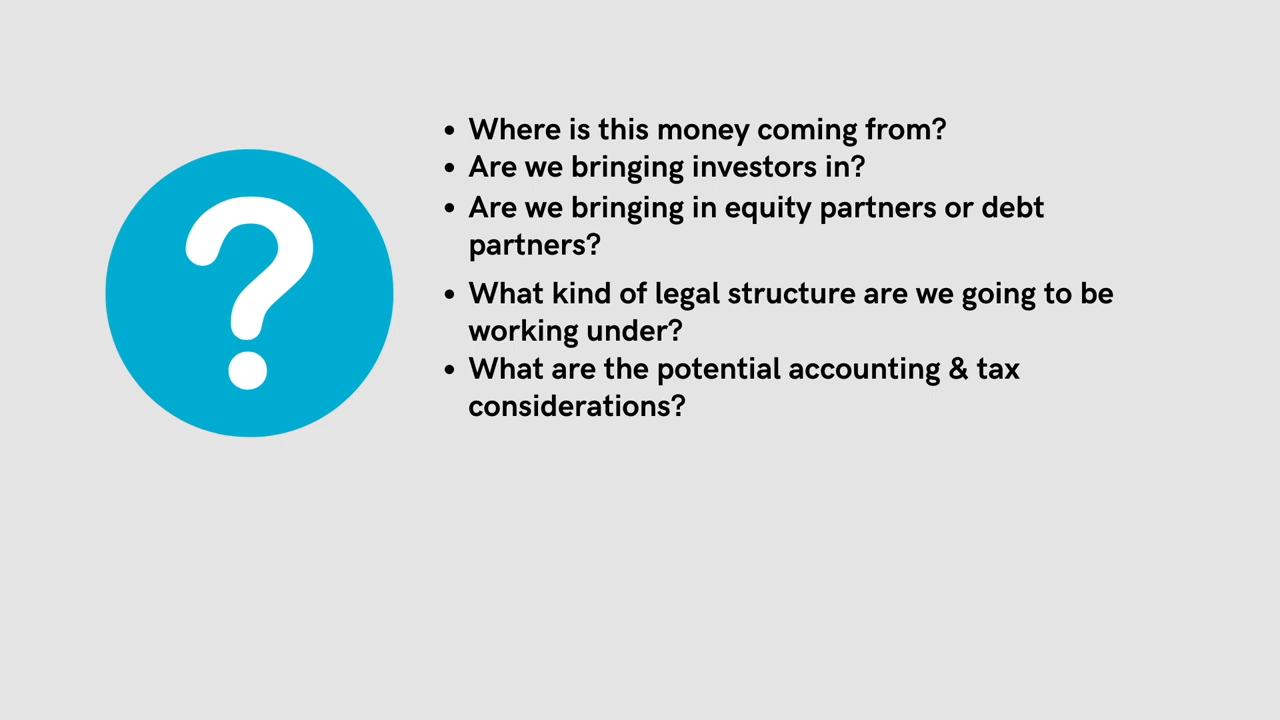 • Where is this money coming from?
• Are we bringing investors in?
• Are we bringing in equity partners or debt
partners?
• What kind of legal structure are we going to be
working under?
• What are the potential accounting & tax
considerations?